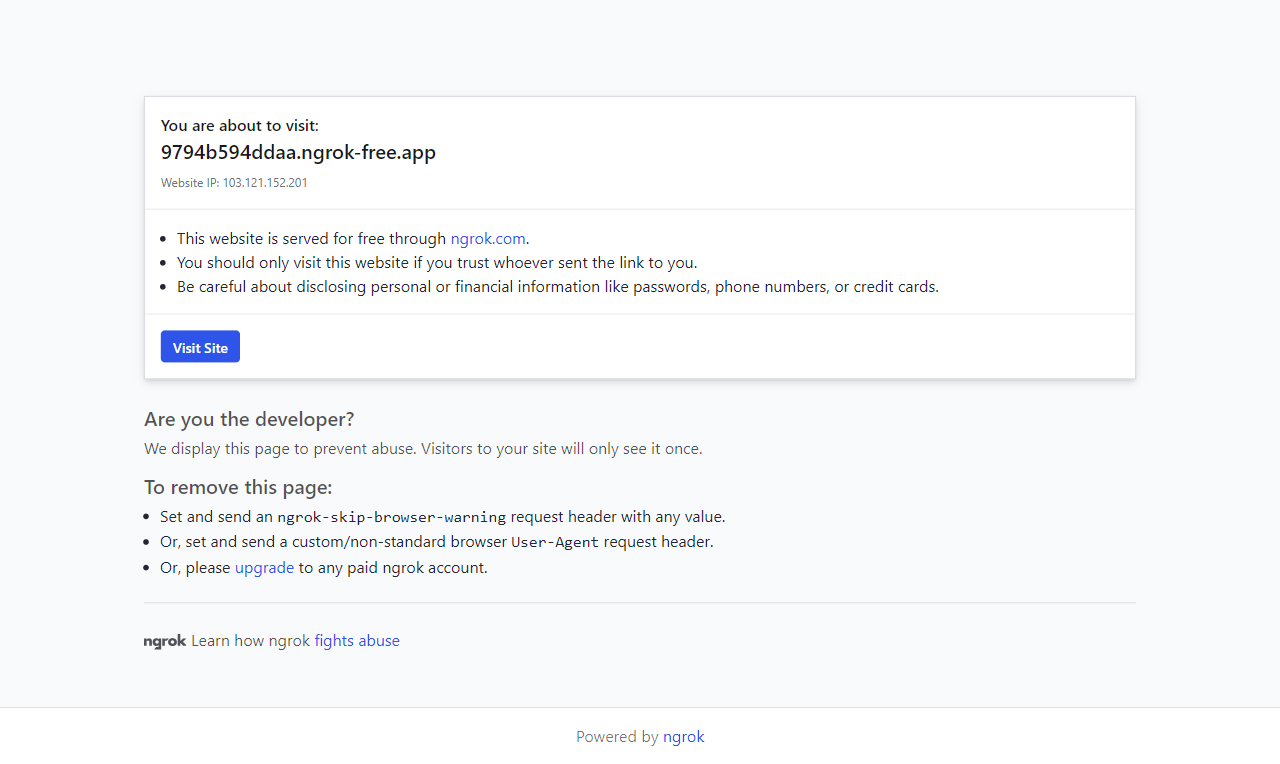 You are about to visit:
9794b594ddaa.ngrok-free.app
Website IP: 103.121.152.201
This website is served for free through ngrok.com.
You should only visit this website if you trust whoever sent the link to you.
Be careful about disclosing personal or financial information like passwords, phone numbers, or credit cards.
Visit Site
Are you the developer?
We display this page to prevent abuse. Visitors to your site will only see it once.
To remove this page:
Set and send an ngrok-skip-browser-warning request header with any value.
Or, set and send a custom/non-standard browser User-Agent request header.
Or, please upgrade to any paid ngrok account.
ngrok Learn how ngrok fights abuse
Powered by ngrok